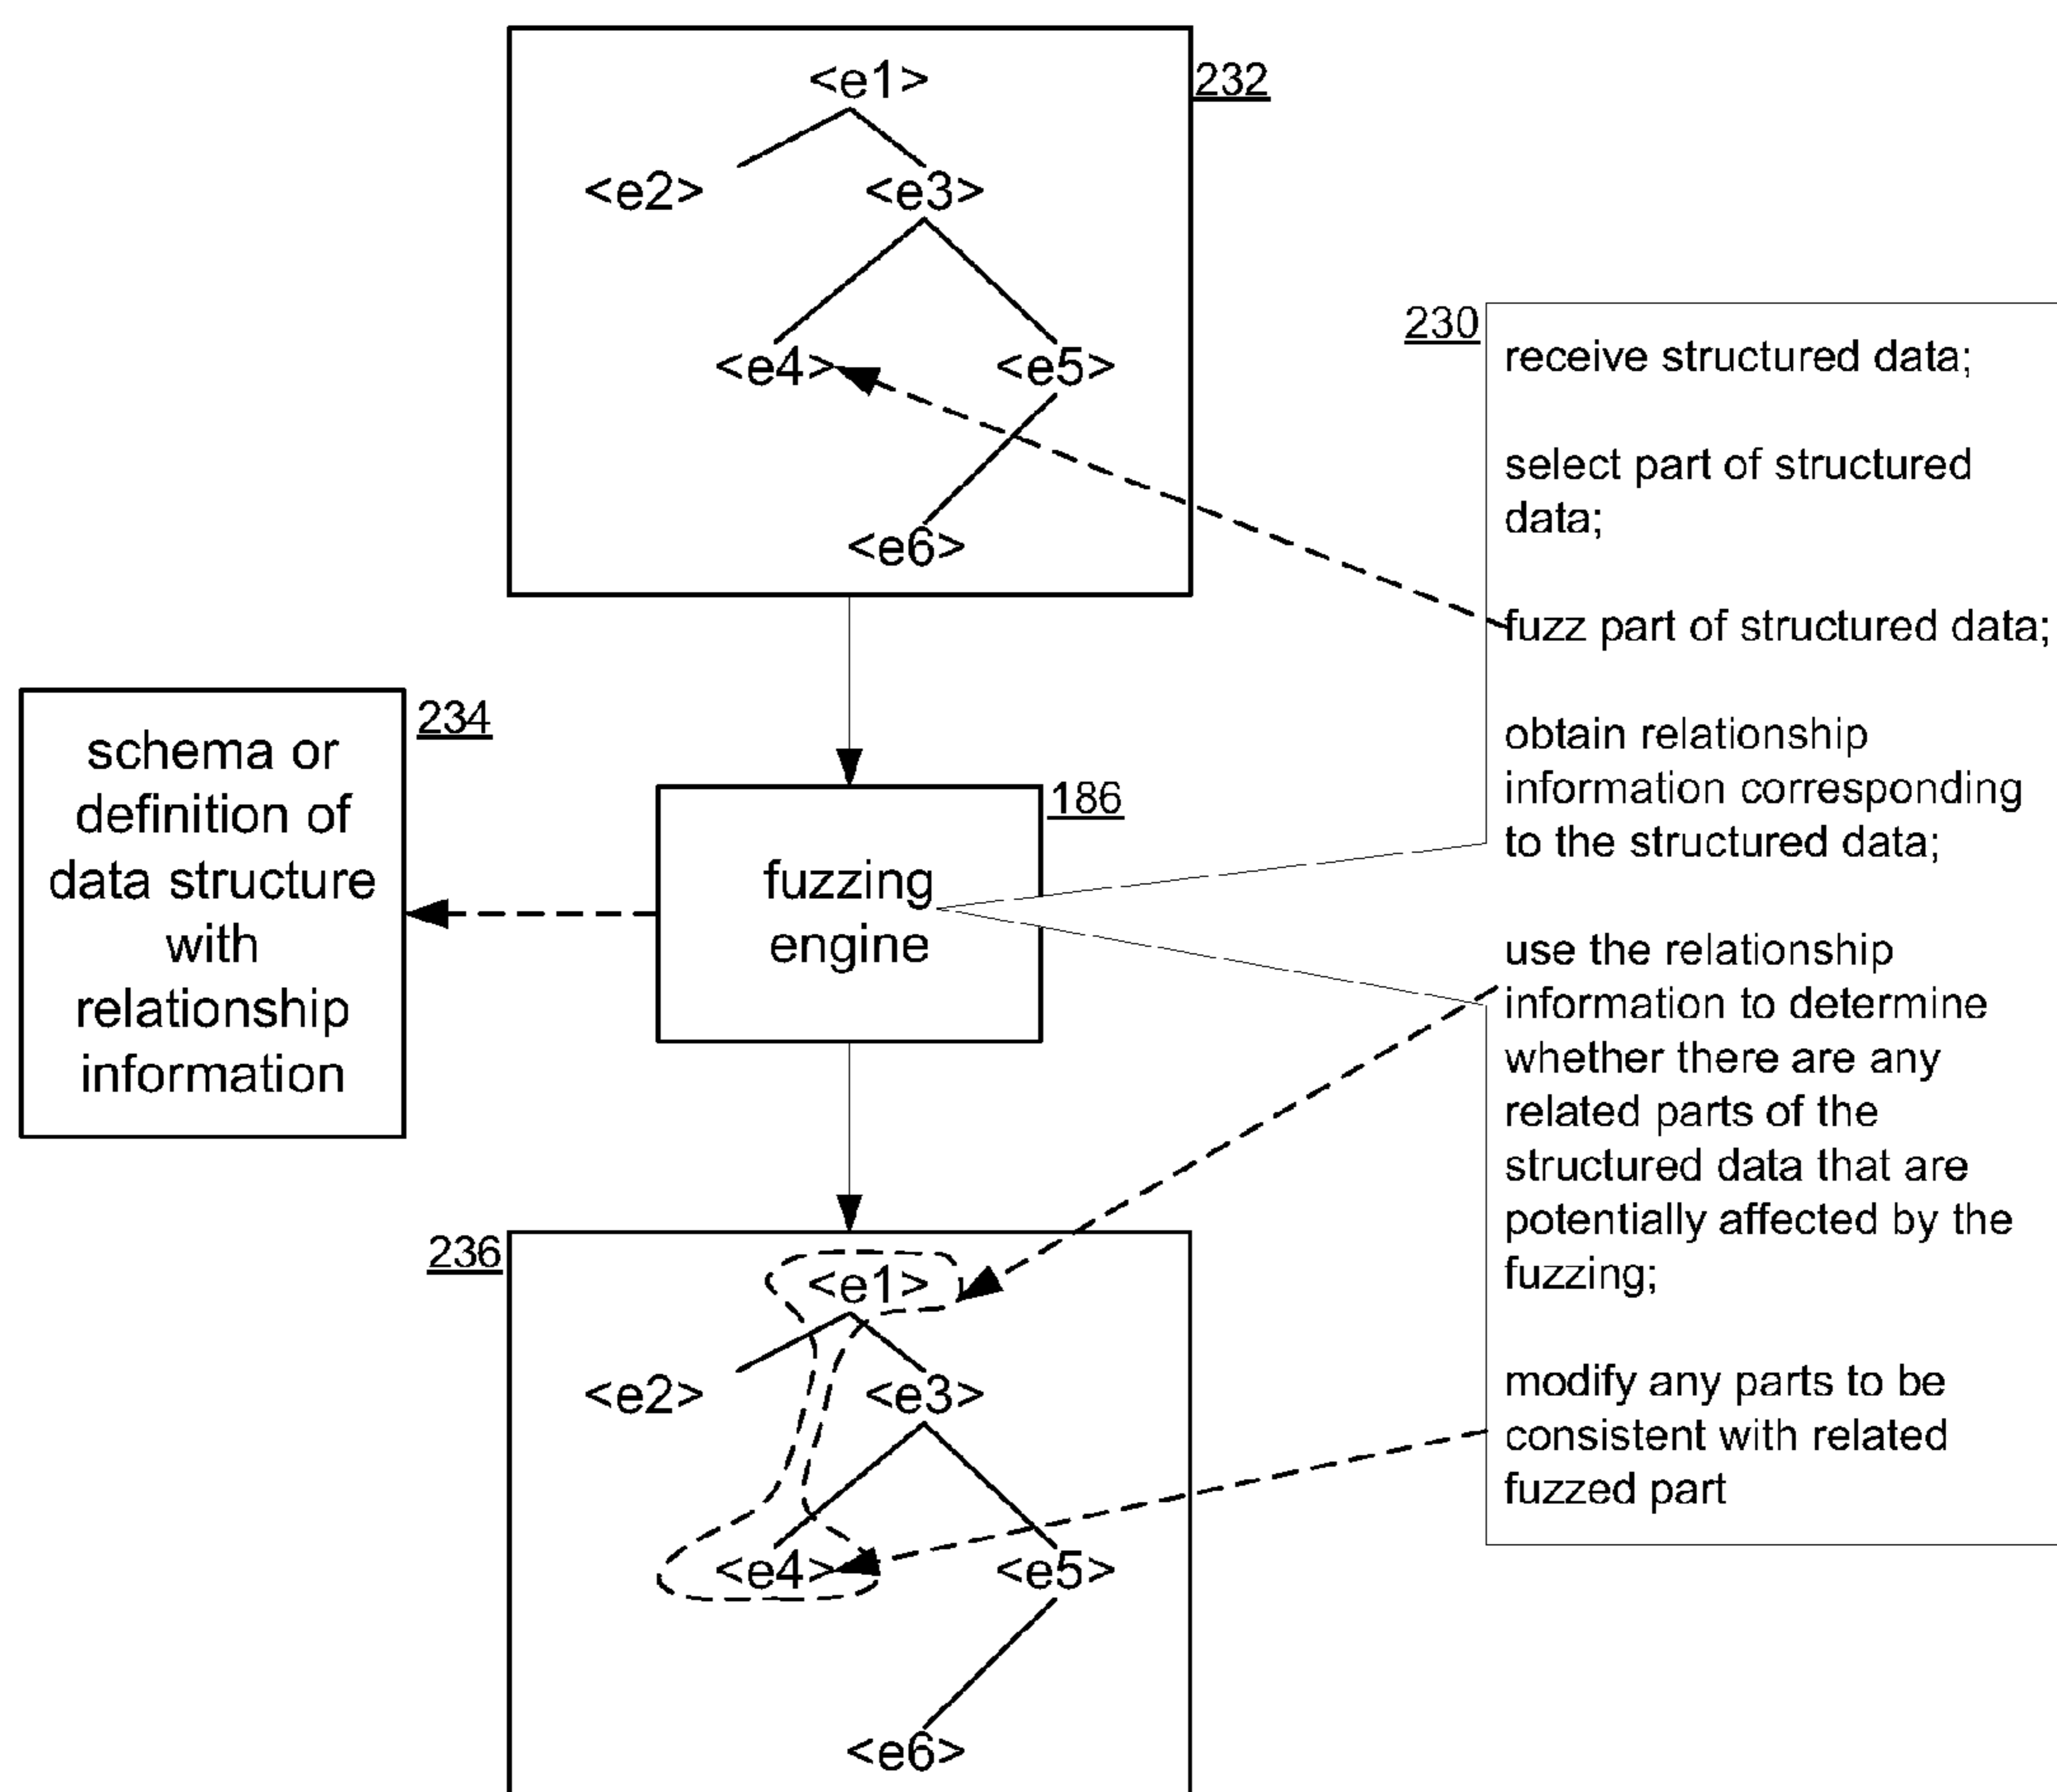 <e1>
232
<e2> <e3>
<e4> <e5>
<e6>
230
receive structured data;
select part of structured
data;
fuzz part of structured data;
obtain relationship
information corresponding
to the structured data;
use the relationship
information to determine
whether there are any
related parts of the
structured data that are
potentially affected by the
fuzzing;
modify any parts to be
consistent with related
fuzzed part
234
schema or
definition of
data structure
with
relationship
information
186
fuzzing
engine
236
<e1>
<e2> <e3>
<e4> <e5>
<e6>